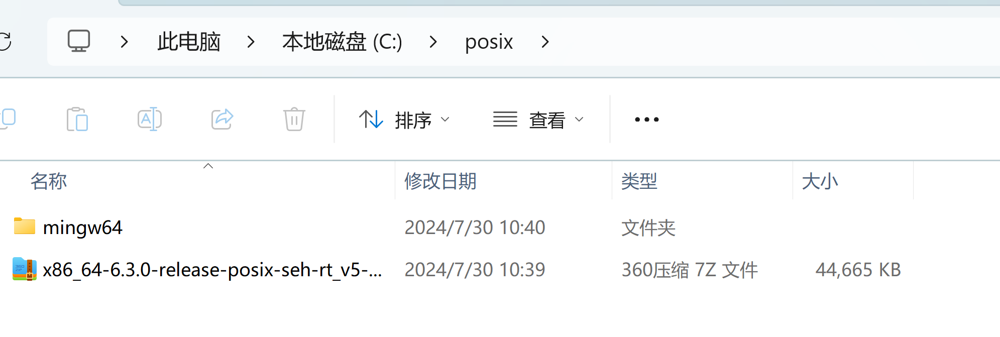 此电脑 本地磁盘 (C:) posix
排序 查看
名称 修改日期 类型 大小
mingw64 2024/7/30 10:40 文件夹
x86_64-6.3.0-release-posix-seh-rt_v5-... 2024/7/30 10:39 360压缩 7Z 文件 44,665 KB